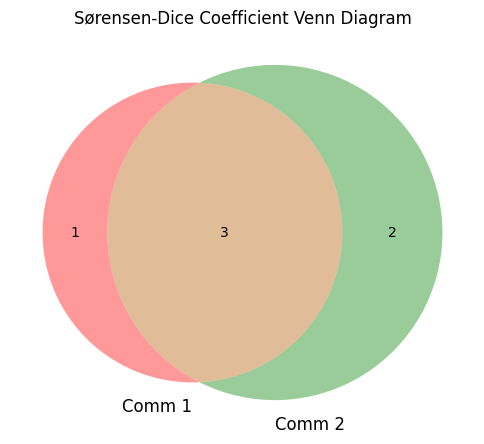 Sørensen-Dice Coefficient Venn Diagram
1
3
2
Comm 1
Comm 2